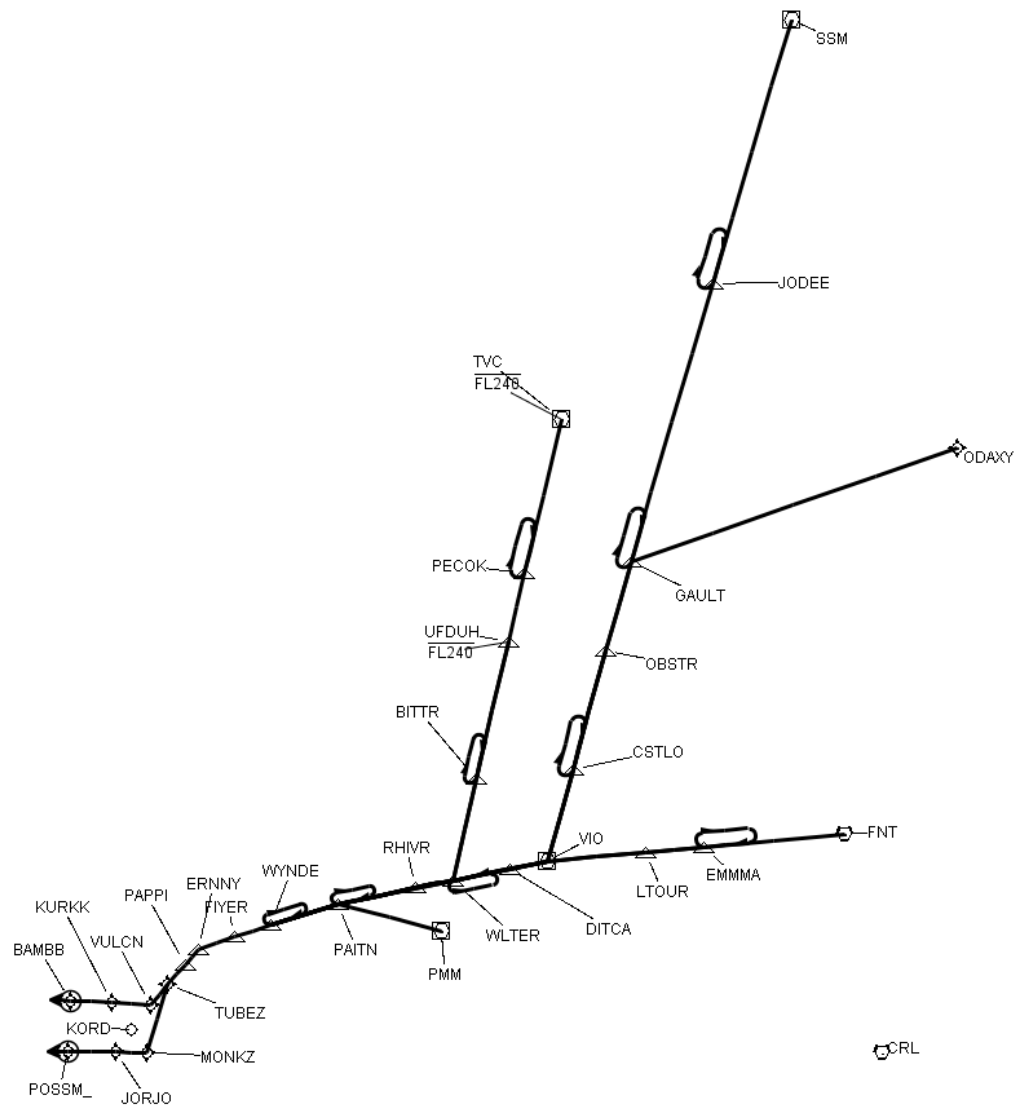 SSM
JODEE
TVC
FL240
ODAXY
PECOK
GAULT
UFDUH
FL240
OBSTR
BITTR
CSTLO
VIO
FNT
RHIVR
EMMMA
WYNDE
LTOUR
ERNNY
PAPPI
FIYER
KURKK
DITCA
WLTER
VULCN
PAITN
BAMBB
PMM
TUBEZ
KORD
MONKZ
CRL
POSSM_
JORJO